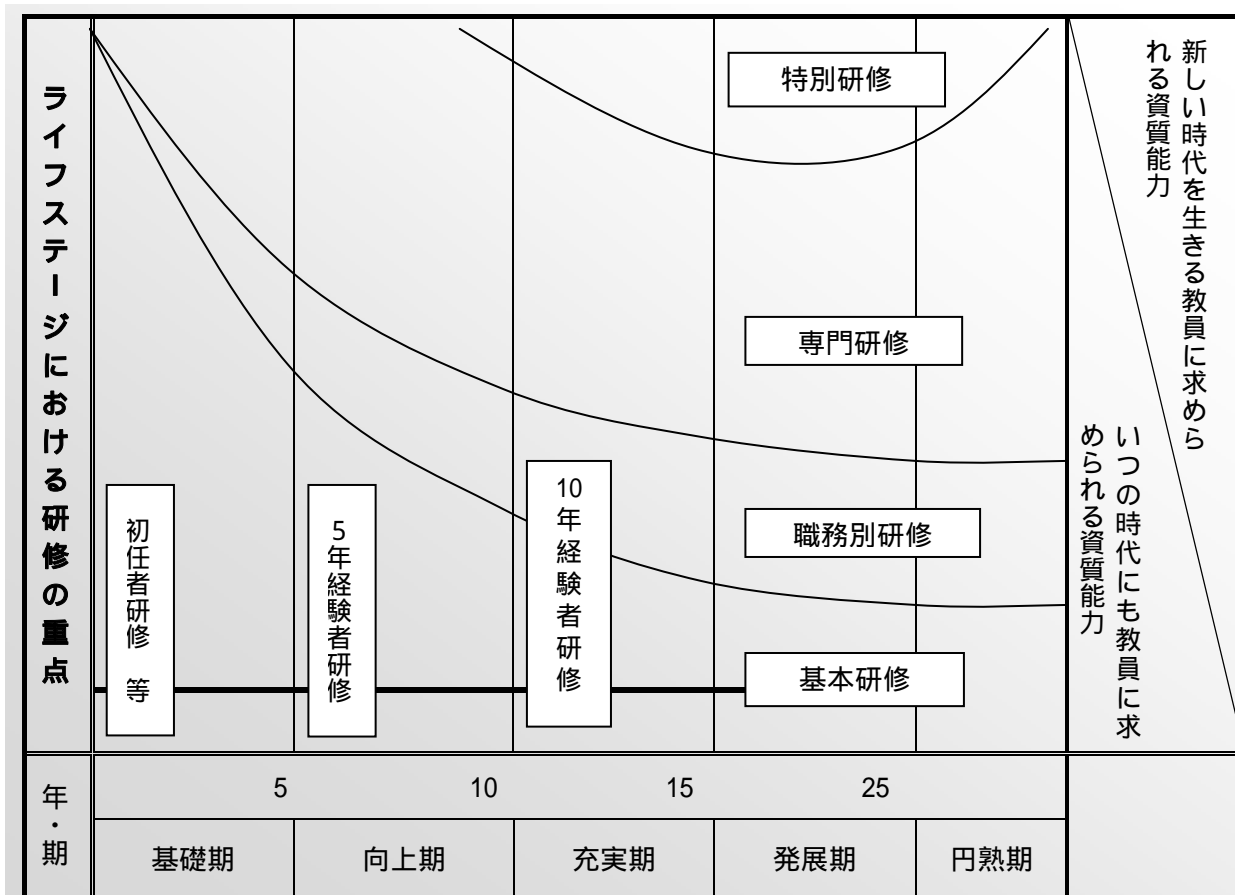 ライフステージにおける研修の重点
特別研修
専門研修
職務別研修
基本研修
初任者研修　等
5年経験者研修
10年経験者研修
新しい時代を生きる教員に求めら
れる資質能力
いつの時代にも教員に求
められる資質能力
年・期
5
10
15
25
基礎期
向上期
充実期
発展期
円熟期